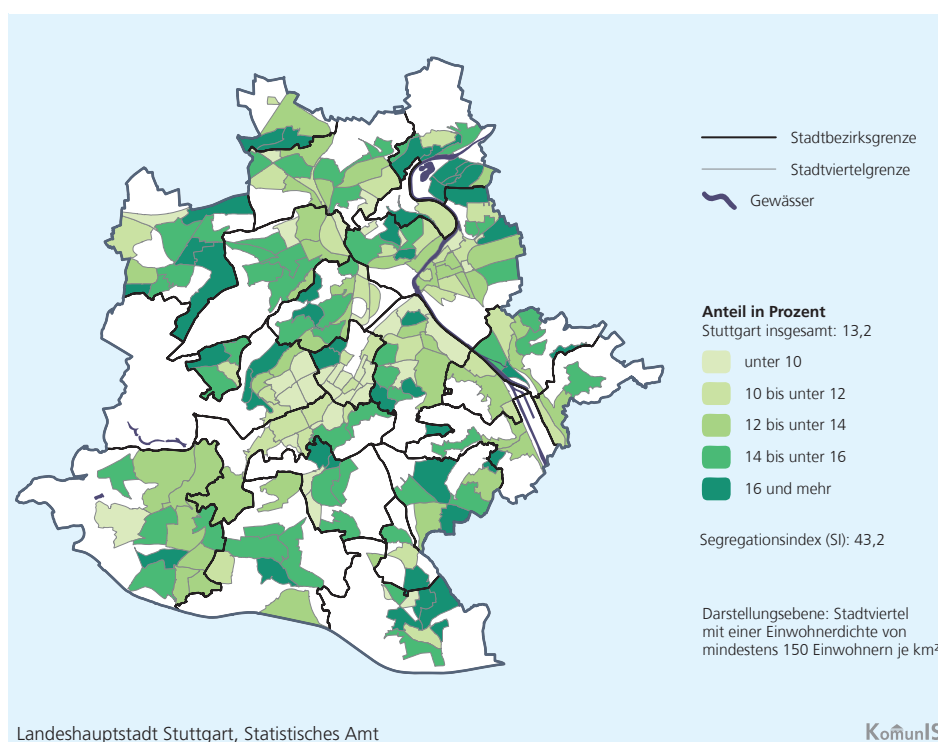 Stadtbezirksgrenze
Stadtviertelgrenze
Gewässer
Anteil in Prozent
Stuttgart insgesamt: 13,2
unter 10
10 bis unter 12
12 bis unter 14
14 bis unter 16
16 und mehr
Segregationsindex (SI): 43,2
Darstellungsebene: Stadtviertel
mit einer Einwohnerdichte von
mindestens 150 Einwohnern je km²
Landeshauptstadt Stuttgart, Statistisches Amt
KomunIS